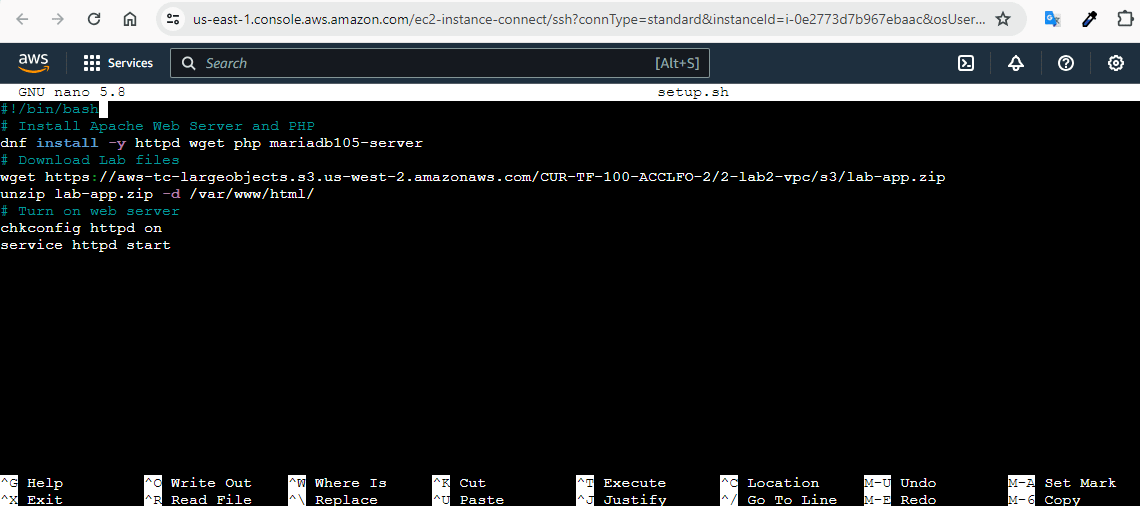 us-east-1.console.aws.amazon.com/ec2-instance-connect/ssh?connType=standard&instanceId=i-0e2773d7b967ebaac&osUser...
aws Services Search [Alt+S]
GNU nano 5.8 setup.sh
#!/bin/bash
# Install Apache Web Server and PHP
dnf install -y httpd wget php mariadb105-server
# Download Lab files
wget https://aws-tc-largeobjects.s3.us-west-2.amazonaws.com/CUR-TF-100-ACCLFO-2/2-lab2-vpc/s3/lab-app.zip
unzip lab-app.zip -d /var/www/html/
# Turn on web server
chkconfig httpd on
service httpd start
^G Help ^O Write Out ^W Where Is ^K Cut ^T Execute ^C Location M-U Undo M-A Set Mark
^X Exit ^R Read File ^\ Replace ^U Paste ^J Justify ^/ Go To Line M-E Redo M-6 Copy